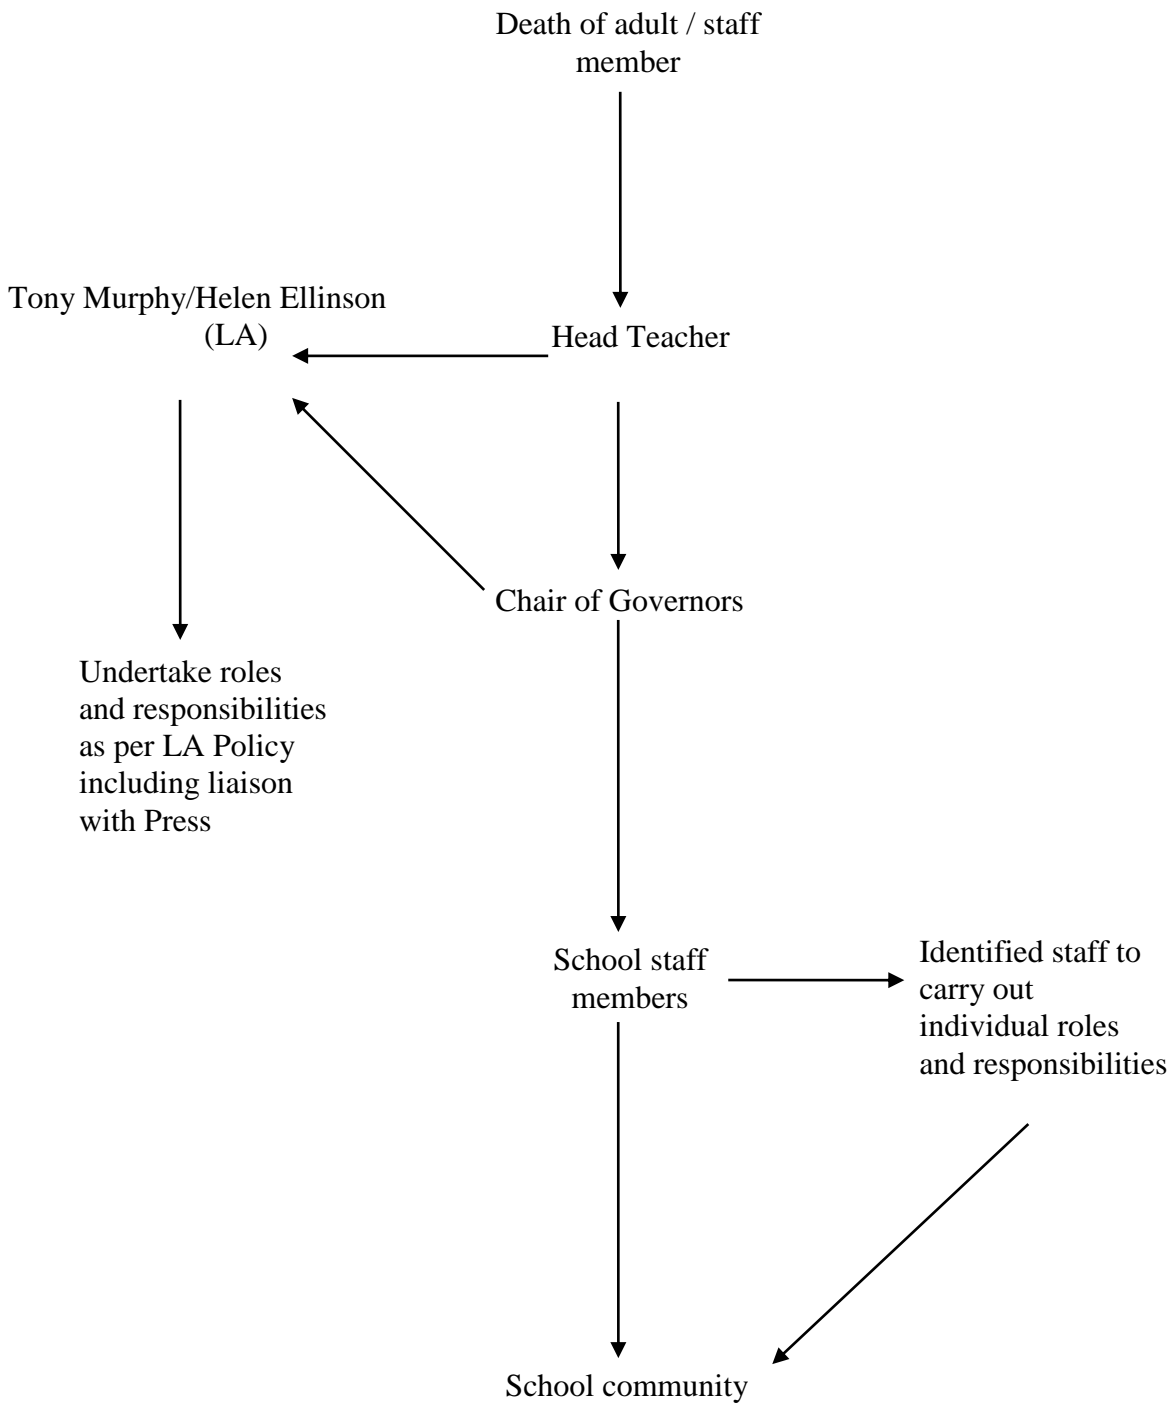 Death of adult / staff
member
Tony Murphy/Helen Ellinson
(LA)
Head Teacher
Chair of Governors
Undertake roles
and responsibilities
as per LA Policy
including liaison
with Press
School staff
members
Identified staff to
carry out
individual roles
and responsibilities
School community